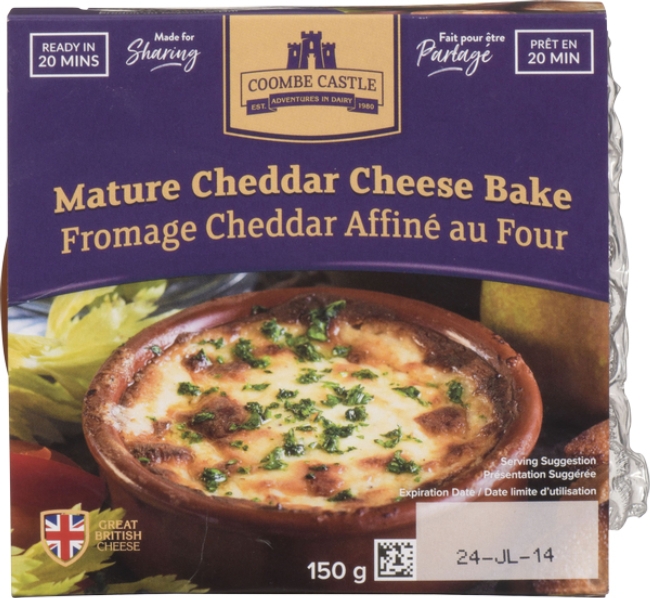 READY IN
20 MINS
Made for
Sharing
COOMBE CASTLE
EST. ADVENTURES IN DAIRY 1980
Fait pour être
Partagé
PRÊT EN
20 MIN
Mature Cheddar Cheese Bake
Fromage Cheddar Affiné au Four
Serving Suggestion
Présentation Suggérée
Expiration Date / Date limite d'utilisation
GREAT
BRITISH
CHEESE
150 g
24-JL-14